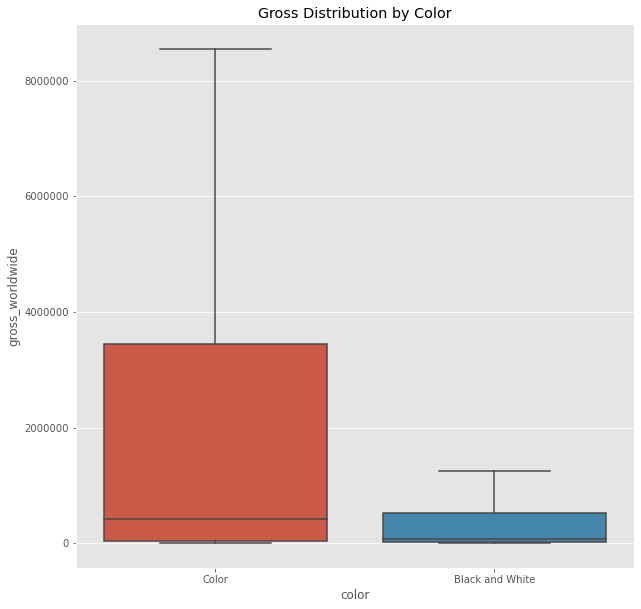 Gross Distribution by Color
gross_worldwide
8000000
6000000
4000000
2000000
0
Color
Black and White
color